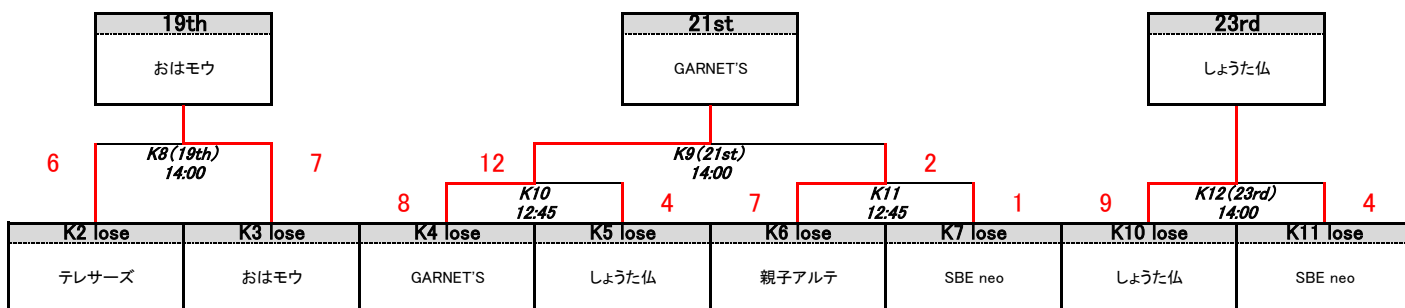 19th
21st
23rd
おはモウ
GARNET'S
しょうた仏
6
K8(19th)
14:00
7
12
K9(21st)
14:00
2
8
K10
12:45
4
7
K11
12:45
1
9
K12(23rd)
14:00
4
K2 lose
K3 lose
K4 lose
K5 lose
K6 lose
K7 lose
K10 lose
K11 lose
テレサーズ
おはモウ
GARNET'S
しょうた仏
親子アルテ
SBE neo
しょうた仏
SBE neo